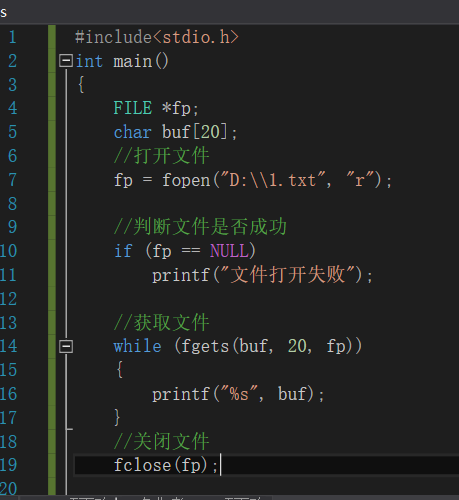 s
1 #include<stdio.h>
2 int main()
3 {
4 FILE *fp;
5 char buf[20];
6 //打开文件
7 fp = fopen("D:\\1.txt", "r");
8
9 //判断文件是否成功
10 if (fp == NULL)
11 printf("文件打开失败");
12
13 //获取文件
14 while (fgets(buf, 20, fp))
15 {
16 printf("%s", buf);
17 }
18 //关闭文件
19 fclose(fp);
20